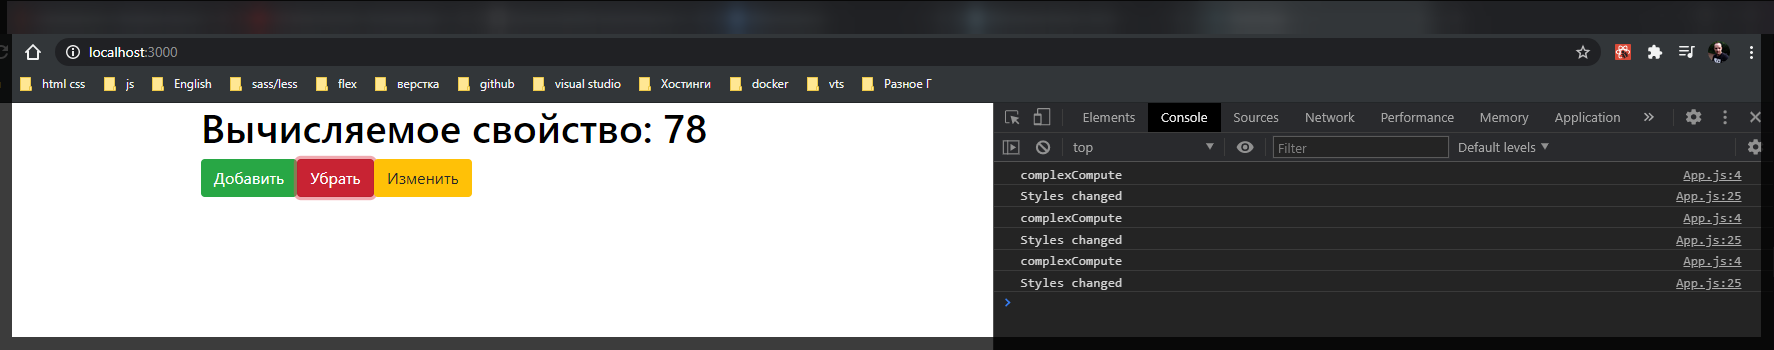 localhost:3000
html css js English sass/less flex верстка github visual studio Хостинги docker vts Разное Г
Вычисляемое свойство: 78
Добавить Убрать Изменить
Elements Console Sources Network Performance Memory Application »
top Filter Default levels
complexCompute App.js:4
Styles changed App.js:25
complexCompute App.js:4
Styles changed App.js:25
complexCompute App.js:4
Styles changed App.js:25